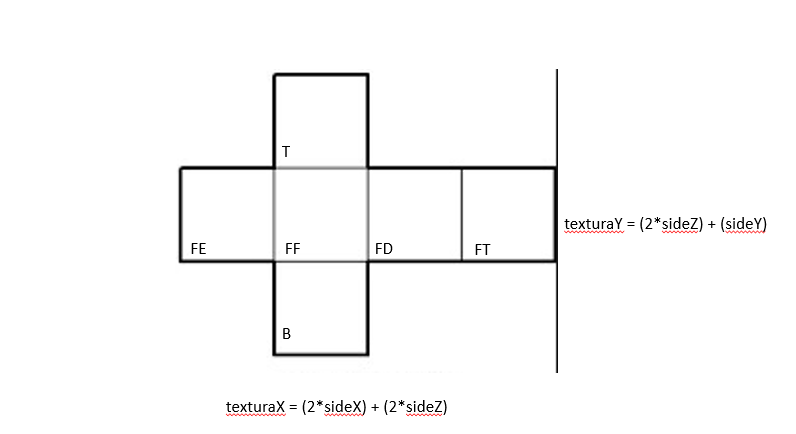 T
FE
FF
FD
FT
texturaY = (2*sideZ) + (sideY)
B
texturaX = (2*sideX) + (2*sideZ)